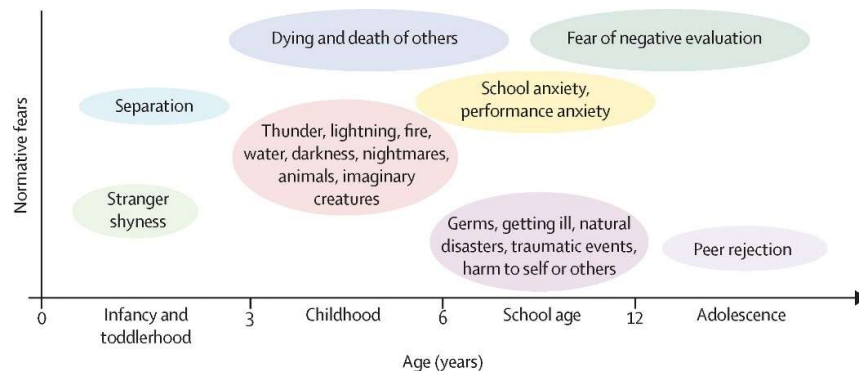 Normative fears
Dying and death of others
Fear of negative evaluation
Separation
School anxiety,
performance anxiety
Thunder, lightning, fire,
water, darkness, nightmares,
animals, imaginary
creatures
Stranger
shyness
Germs, getting ill, natural
disasters, traumatic events,
harm to self or others
Peer rejection
0
Infancy and
toddlerhood
3
Childhood
6
School age
12
Adolescence
Age (years)